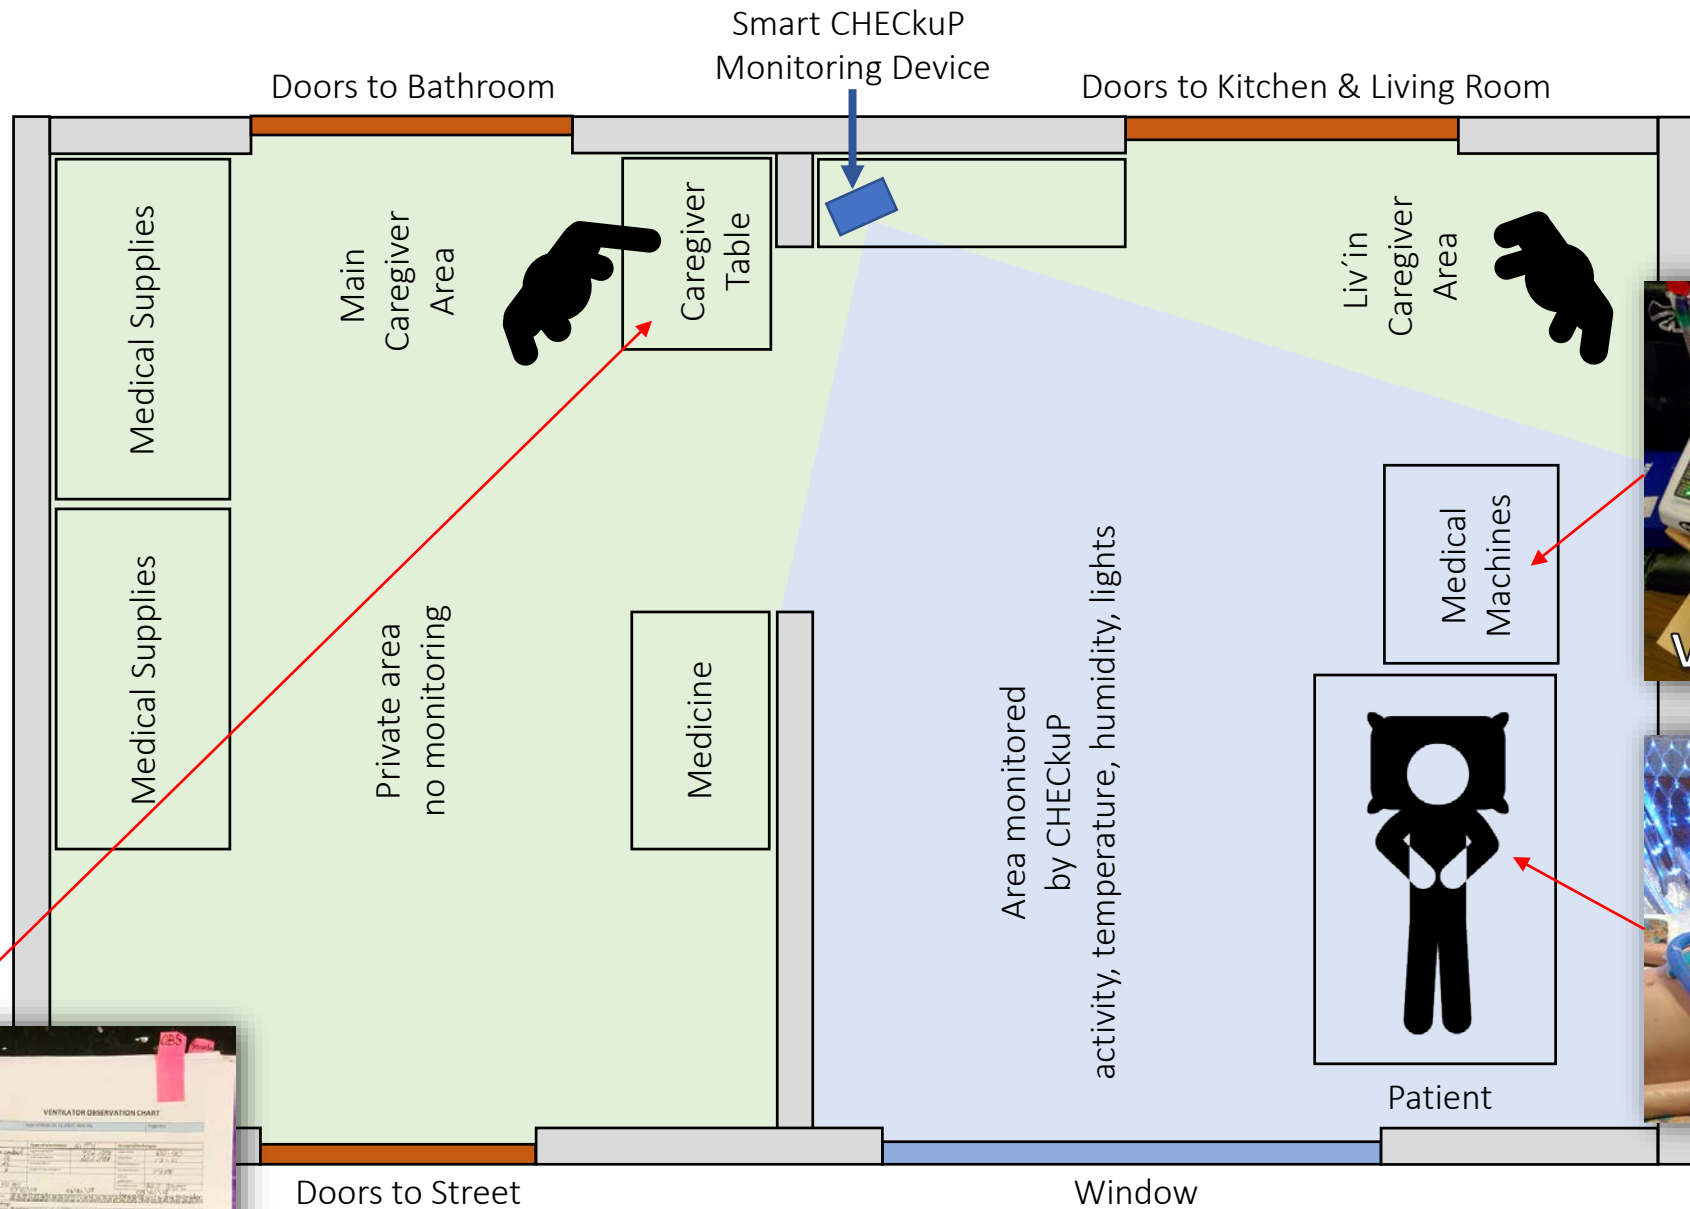 Smart CHECkuP
Monitoring Device
Doors to Bathroom
Doors to Kitchen & Living Room
Medical Supplies
Main
Caregiver
Area
Caregiver
Table
Liv´in
Caregiver
Area
Medical Supplies
Private area
no monitoring
Medicine
Area monitored
by CHECkuP
activity, temperature, humidity, lights
Medical
Machines
Patient
OBS
VENTILATOR OBSERVATION CHART
Doors to Street
Window